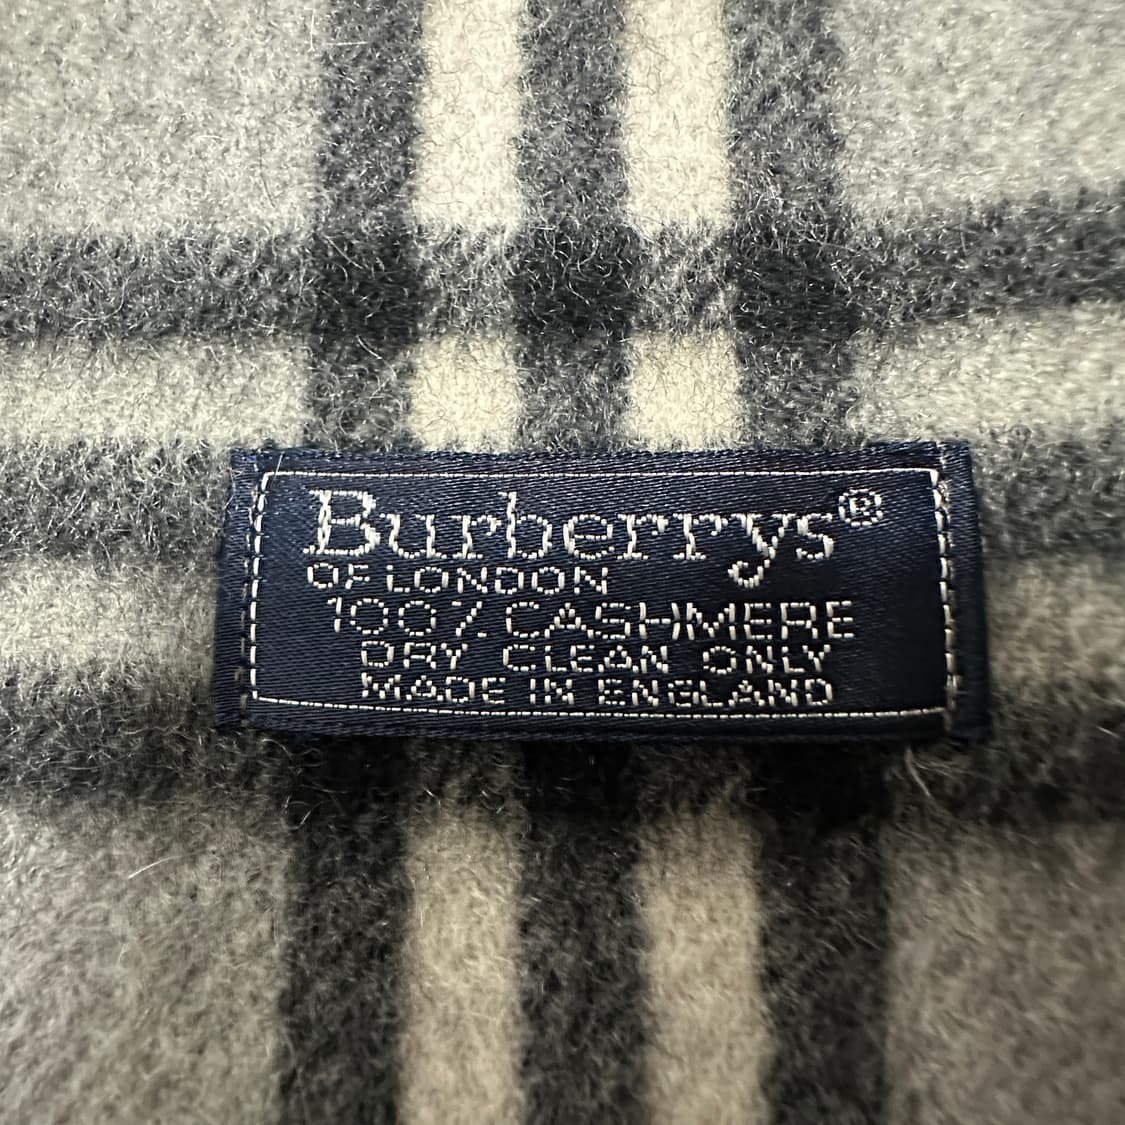 Burberrys®
OF LONDON
100% CASHMERE
DRY CLEAN ONLY
MADE IN ENGLAND